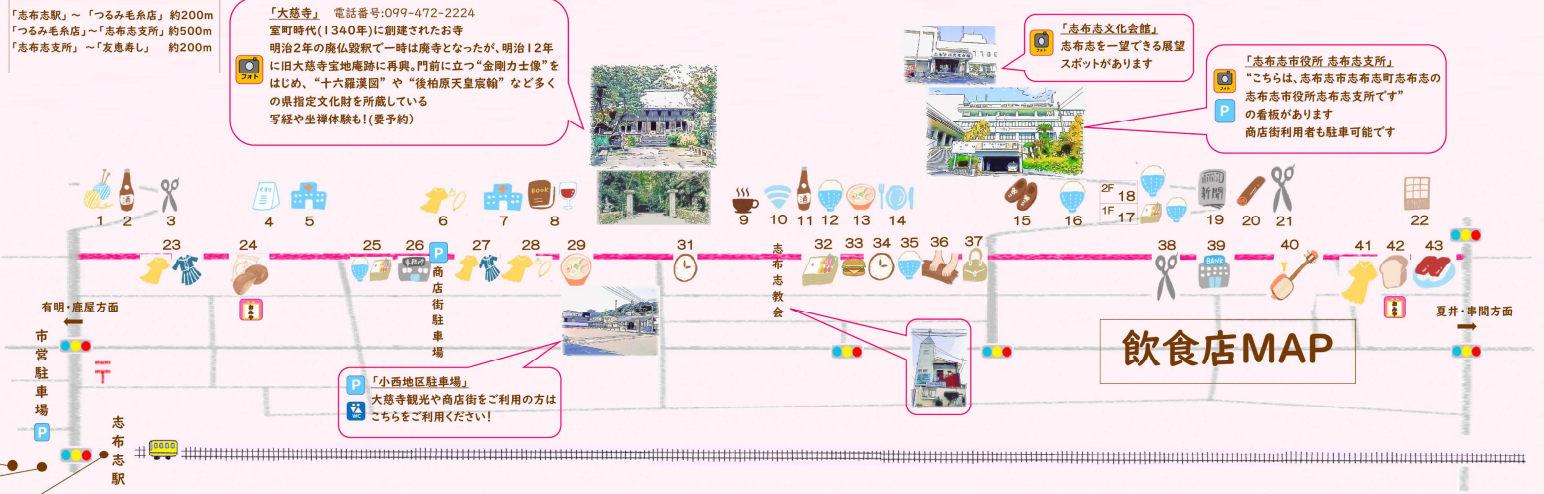 「志布志駅」～「つるみ毛糸店」 約200m
「つるみ毛糸店」～「志布志支所」約500m
「志布志支所」～「友恵寿し」 約200m
「大慈寺」 電話番号:099-472-2224
室町時代(1340年)に創建されたお寺
明治2年の廃仏毀釈で一時は廃寺となったが、明治12年
に旧大慈寺宝地庵跡に再興。門前に立つ“金剛力士像”を
はじめ、“十六羅漢図” や “後柏原天皇宸翰” など多く
の県指定文化財を所蔵している
写経や坐禅体験も!(要予約)
フォト
「志布志文化会館」
志布志を一望できる展望
スポットがあります
フォト
「志布志市役所 志布志支所」
“こちらは、志布志市志布志町志布志の
志布志市役所志布志支所です”
の看板があります
商店街利用者も駐車可能です
フォト
P
酒
くすり
BOOK
酒
新聞
1 2 3 4 5 6 7 8 9 10 11 12 13 14 15 16
2F 18
1F 17
19 20 21 22
23 24 25 26
P
商店街駐車場
27 28 29 31
志布志教会
32 33 34 35 36 37 38 39 40 41 42 43
BANK
有明・鹿屋方面
夏井・串間方面
市営駐車場
P
〒
志布志駅
P
WC
「小西地区駐車場」
大慈寺観光や商店街をご利用の方は
こちらをご利用ください!
飲食店MAP